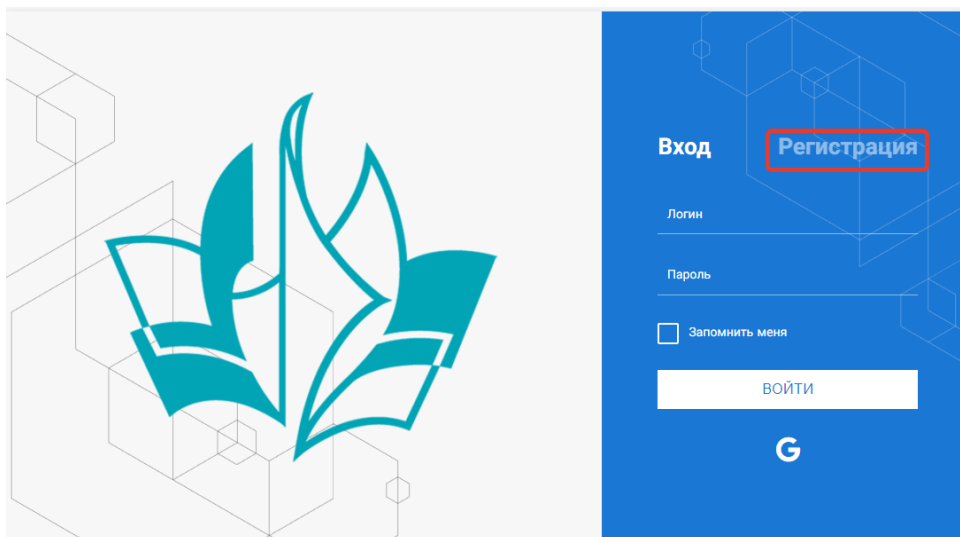 Вход Регистрация
Логин
Пароль
Запомнить меня
ВОЙТИ
G